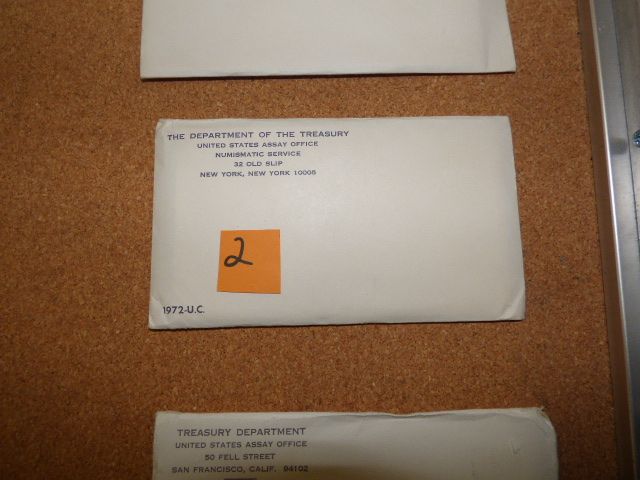 THE DEPARTMENT OF THE TREASURY
UNITED STATES ASSAY OFFICE
NUMISMATIC SERVICE
32 OLD SLIP
NEW YORK, NEW YORK 10005
2
1972-U.C.
TREASURY DEPARTMENT
UNITED STATES ASSAY OFFICE
50 FELL STREET
SAN FRANCISCO, CALIF. 94102